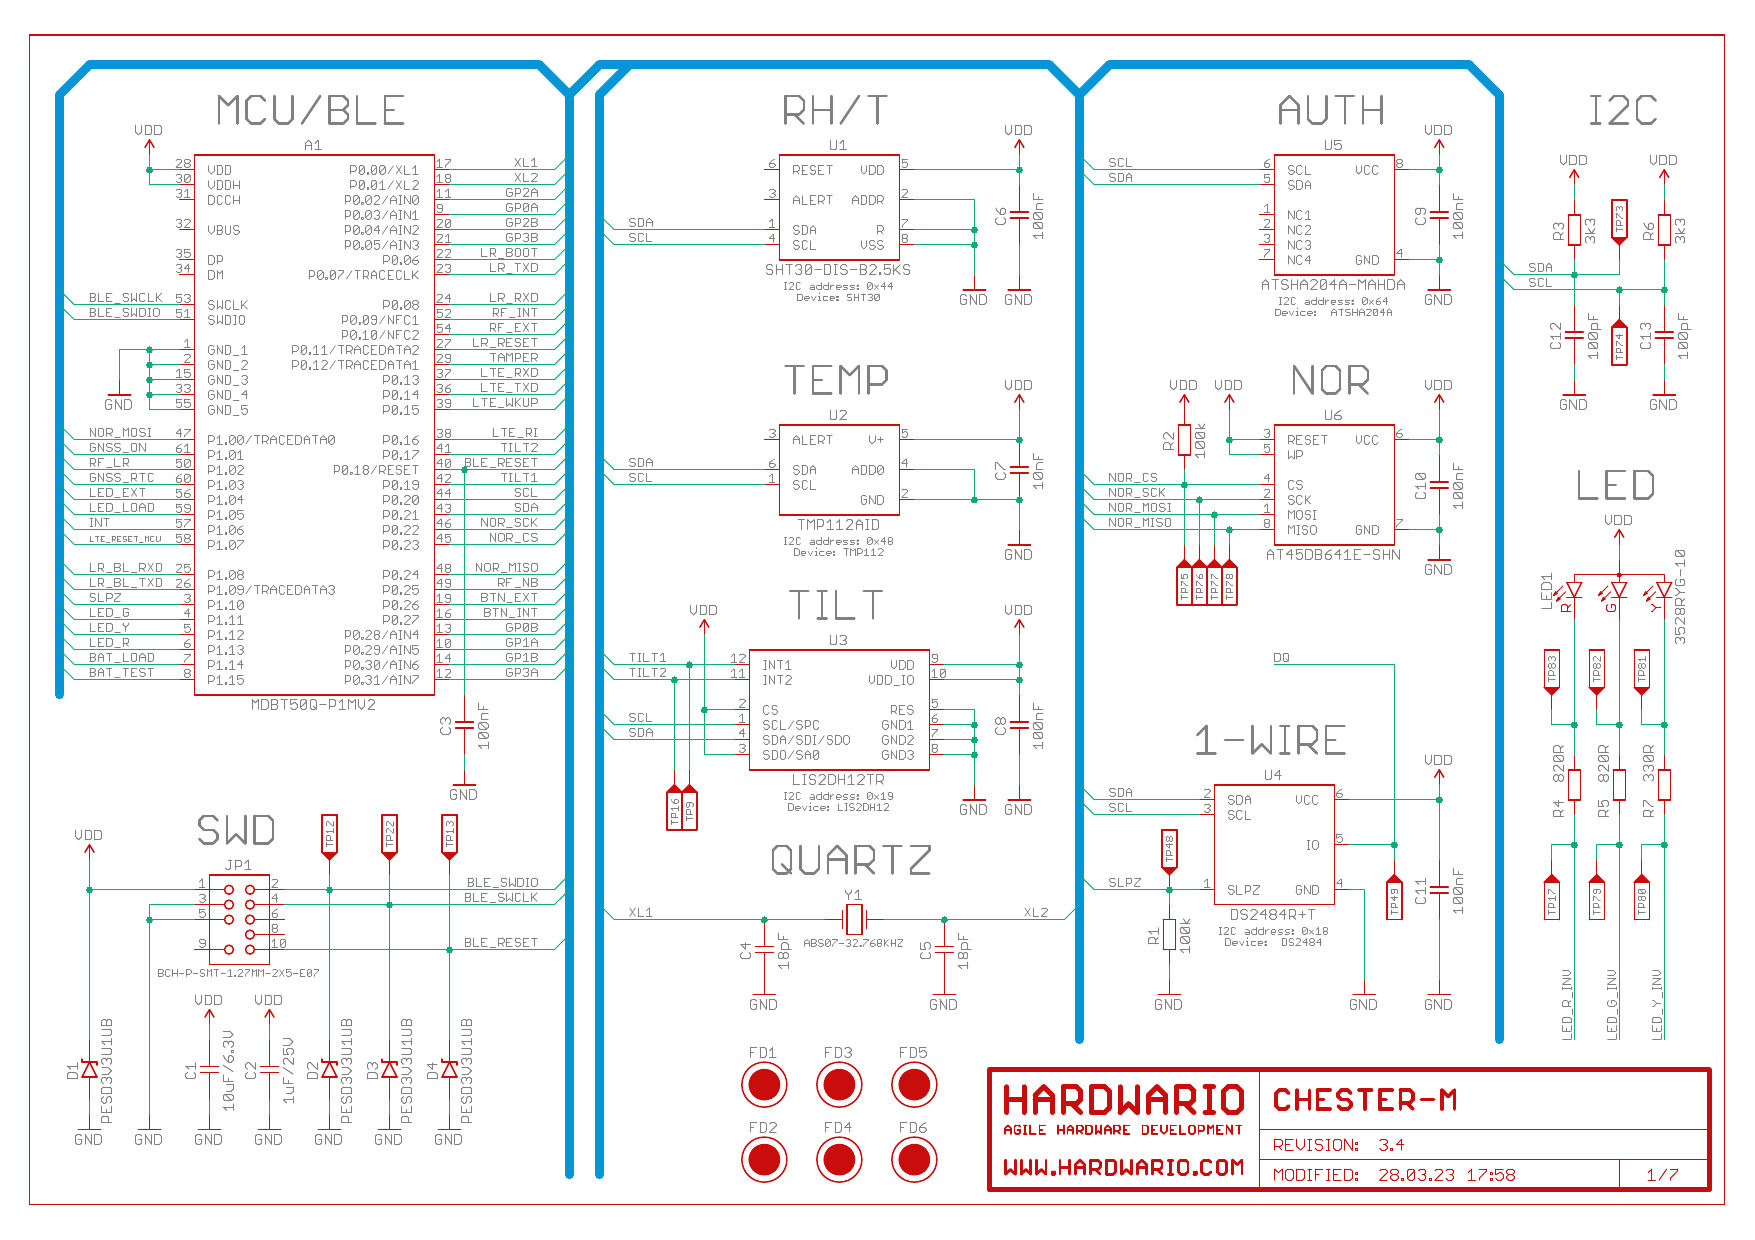 MCU/BLE
VDD
A1
28 VDD
30 VDDH
31 DCCH
32 VBUS
35 DP
34 DM
BLE_SWCLK 53 SWCLK
BLE_SWDIO 51 SWDIO
1 GND_1
2 GND_2
15 GND_3
33 GND_4
55 GND_5
GND
NOR_MOSI 47 P1.00/TRACEDATA0
GNSS_ON 61 P1.01
RF_LR 50 P1.02
GNSS_RTC 60 P1.03
LED_EXT 56 P1.04
LED_LOAD 59 P1.05
INT 57 P1.06
LTE_RESET_MCU 58 P1.07
LR_BL_RXD 25 P1.08
LR_BL_TXD 26 P1.09/TRACEDATA3
SLPZ 3 P1.10
LED_G 4 P1.11
LED_Y 5 P1.12
LED_R 6 P1.13
BAT_LOAD 7 P1.14
BAT_TEST 8 P1.15
P0.00/XL1 17 XL1
P0.01/XL2 18 XL2
P0.02/AIN0 11 GP2A
P0.03/AIN1 9 GP0A
P0.04/AIN2 20 GP2B
P0.05/AIN3 21 GP3B
P0.06 22 LR_BOOT
P0.07/TRACECLK 23 LR_TXD
P0.08 24 LR_RXD
P0.09/NFC1 52 RF_INT
P0.10/NFC2 54 RF_EXT
P0.11/TRACEDATA2 27 LR_RESET
P0.12/TRACEDATA1 29 TAMPER
P0.13 37 LTE_RXD
P0.14 36 LTE_TXD
P0.15 39 LTE_WKUP
P0.16 38 LTE_RI
P0.17 41 TILT2
P0.18/RESET 40 BLE_RESET
P0.19 42 TILT1
P0.20 44 SCL
P0.21 43 SDA
P0.22 46 NOR_SCK
P0.23 45 NOR_CS
P0.24 48 NOR_MISO
P0.25 49 RF_NB
P0.26 19 BTN_EXT
P0.27 16 BTN_INT
P0.28/AIN4 13 GP0B
P0.29/AIN5 10 GP1A
P0.30/AIN6 14 GP1B
P0.31/AIN7 12 GP3A
MDBT50Q-P1MV2
C3 100nF
GND
SWD
VDD
JP1
TP12 TP22 TP13
1 2 BLE_SWDIO
3 4 BLE_SWCLK
5 6
8
9 10 BLE_RESET
BCH-P-SMT-1.27MM-2X5-E07
VDD VDD
D1 PESD3V3U1UB
C1 10uF/6.3V
C2 1uF/25V
D2 PESD3V3U1UB
D3 PESD3V3U1UB
D4 PESD3V3U1UB
GND GND GND GND GND GND GND
RH/T
U1
VDD
6 RESET VDD 5
3 ALERT ADDR 2
SDA 1 SDA R 7
SCL 4 SCL VSS 8
C6 100nF
SHT30-DIS-B2.5KS
I2C address: 0x44
Device: SHT30
GND GND
TEMP
U2
VDD
3 ALERT V+ 5
SDA 6 SDA ADD0 4
SCL 1 SCL
GND 2
C7 10nF
TMP112AID
I2C address: 0x48
Device: TMP112
GND
TILT
VDD
U3
VDD
TILT1 12 INT1 VDD 9
TILT2 11 INT2 VDD_IO 10
2 CS RES 5
SCL 1 SCL/SPC GND1 6
SDA 4 SDA/SDI/SDO GND2 7
3 SDO/SA0 GND3 8
C8 100nF
LIS2DH12TR
I2C address: 0x19
Device: LIS2DH12
TP16 TP9
GND GND
QUARTZ
Y1
XL1 XL2
ABS07-32.768KHZ
C4 18pF
C5 18pF
GND GND
FD1 FD3 FD5
FD2 FD4 FD6
AUTH
U5
VDD
SCL 6 SCL VCC 8
SDA 5 SDA
1 NC1
2 NC2
3 NC3
7 NC4 GND 4
C9 100nF
ATSHA204A-MAHDA
I2C address: 0x64
Device: ATSHA204A
GND
NOR
VDD VDD
U6
VDD
R2 100k
3 RESET VCC 6
5 WP
NOR_CS 4 CS
NOR_SCK 2 SCK
NOR_MOSI 1 MOSI
NOR_MISO 8 MISO GND 7
C10 100nF
AT45DB641E-SHN
TP75 TP76 TP77 TP78
GND
DQ
1-WIRE
U4
VDD
SDA 2 SDA VCC 6
SCL 3 SCL
IO 5
TP48
SLPZ 1 SLPZ GND 4
TP49
C11 100nF
R1 100k
DS2484R+T
I2C address: 0x18
Device: DS2484
GND GND GND
I2C
VDD VDD
R3 3k3
TP73
R6 3k3
SDA
SCL
C12 100pF
TP74
C13 100pF
GND GND
LED
VDD
LED1 R G Y 3528RYG-10
TP83 TP82 TP81
R4 820R
R5 820R
R7 330R
TP17 TP79 TP80
LED_R_INV
LED_G_INV
LED_Y_INV
HARDWARIO
AGILE HARDWARE DEVELOPMENT
WWW.HARDWARIO.COM
CHESTER-M
REVISION: 3.4
MODIFIED: 28.03.23 17:58
1/7